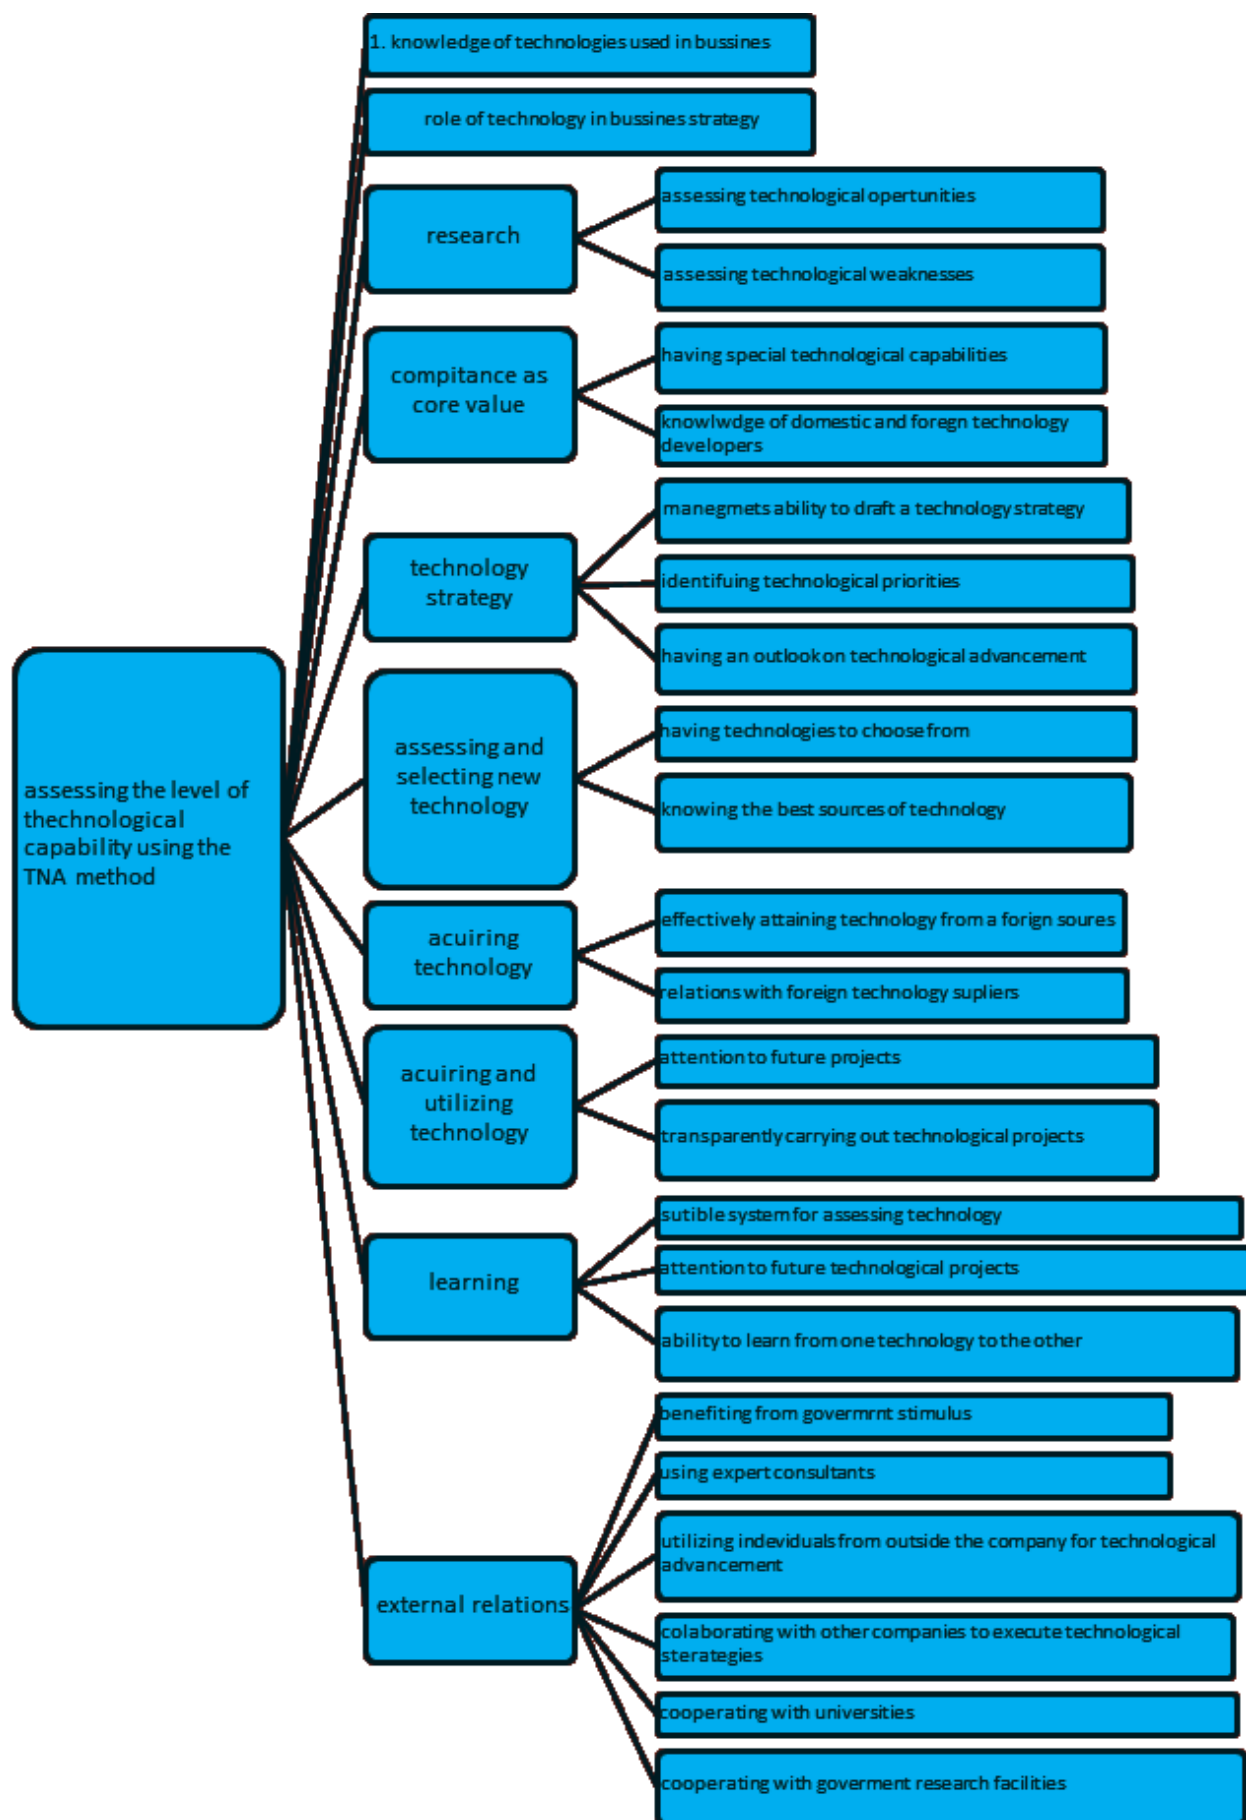 1. knowledge of technologies used in bussines
role of technology in bussines strategy
research
assessing technological opertunities
assessing technological weaknesses
compitance as
core value
having special technological capabilities
knowlwdge of domestic and foregn technology
developers
technology
strategy
manegmets ability to draft a technology strategy
identifuing technological priorities
having an outlook on technological advancement
assessing the level of
thechnological
capability using the
TNA method
assessing and
selecting new
technology
having technologies to choose from
knowing the best sources of technology
acuiring
technology
effectively attaining technology from a forign soures
relations with foreign technology supliers
acuiring and
utilizing
technology
attention to future projects
transparently carrying out technological projects
learning
sutible system for assessing technology
attention to future technological projects
ability to learn from one technology to the other
external relations
benefiting from govermrnt stimulus
using expert consultants
utilizing indeviduals from outside the company for technological
advancement
colaborating with other companies to execute technological
sterategies
cooperating with universities
cooperating with goverment research facilities